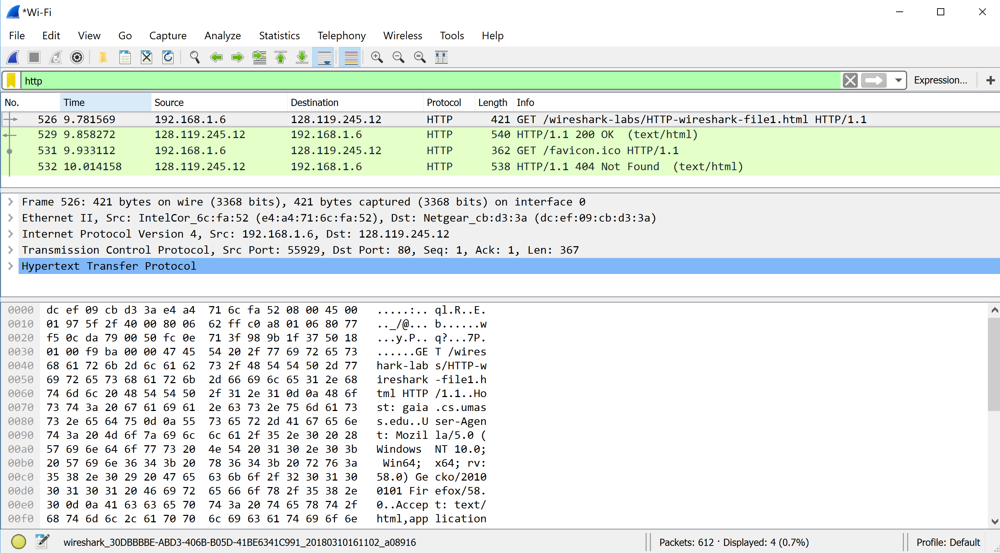 *Wi-Fi
File Edit View Go Capture Analyze Statistics Telephony Wireless Tools Help
http Expression... +
No. Time Source Destination Protocol Length Info
526 9.781569 192.168.1.6 128.119.245.12 HTTP 421 GET /wireshark-labs/HTTP-wireshark-file1.html HTTP/1.1
529 9.858272 128.119.245.12 192.168.1.6 HTTP 540 HTTP/1.1 200 OK (text/html)
531 9.933112 192.168.1.6 128.119.245.12 HTTP 362 GET /favicon.ico HTTP/1.1
532 10.014158 128.119.245.12 192.168.1.6 HTTP 538 HTTP/1.1 404 Not Found (text/html)
Frame 526: 421 bytes on wire (3368 bits), 421 bytes captured (3368 bits) on interface 0
Ethernet II, Src: IntelCor_6c:fa:52 (e4:a4:71:6c:fa:52), Dst: Netgear_cb:d3:3a (dc:ef:09:cb:d3:3a)
Internet Protocol Version 4, Src: 192.168.1.6, Dst: 128.119.245.12
Transmission Control Protocol, Src Port: 55929, Dst Port: 80, Seq: 1, Ack: 1, Len: 367
Hypertext Transfer Protocol
0000 dc ef 09 cb d3 3a e4 a4 71 6c fa 52 08 00 45 00 .....:.. ql.R..E.
0010 01 97 5f 2f 40 00 80 06 62 ff c0 a8 01 06 80 77 .._/@... b......w
0020 f5 0c da 79 00 50 fc 0e 71 3f 98 9b 1f 37 50 18 ...y.P.. q?...7P.
0030 01 00 f9 ba 00 00 47 45 54 20 2f 77 69 72 65 73 ......GE T /wires
0040 68 61 72 6b 2d 6c 61 62 73 2f 48 54 54 50 2d 77 hark-lab s/HTTP-w
0050 69 72 65 73 68 61 72 6b 2d 66 69 6c 65 31 2e 68 ireshark -file1.h
0060 74 6d 6c 20 48 54 54 50 2f 31 2e 31 0d 0a 48 6f tml HTTP /1.1..Ho
0070 73 74 3a 20 67 61 69 61 2e 63 73 2e 75 6d 61 73 st: gaia .cs.umas
0080 73 2e 65 64 75 0d 0a 55 73 65 72 2d 41 67 65 6e s.edu..U ser-Agen
0090 74 3a 20 4d 6f 7a 69 6c 6c 61 2f 35 2e 30 20 28 t: Mozil la/5.0 (
00a0 57 69 6e 64 6f 77 73 20 4e 54 20 31 30 2e 30 3b Windows NT 10.0;
00b0 20 57 69 6e 36 34 3b 20 78 36 34 3b 20 72 76 3a Win64; x64; rv:
00c0 35 38 2e 30 29 20 47 65 63 6b 6f 2f 32 30 31 30 58.0) Ge cko/2010
00d0 30 31 30 31 20 46 69 72 65 66 6f 78 2f 35 38 2e 0101 Fir efox/58.
00e0 30 0d 0a 41 63 63 65 70 74 3a 20 74 65 78 74 2f 0..Accep t: text/
00f0 68 74 6d 6c 2c 61 70 70 6c 69 63 61 74 69 6f 6e html,app lication
wireshark_30DBBBBE-ABD3-406B-B05D-41BE6341C991_20180310161102_a08916 Packets: 612 · Displayed: 4 (0.7%) Profile: Default